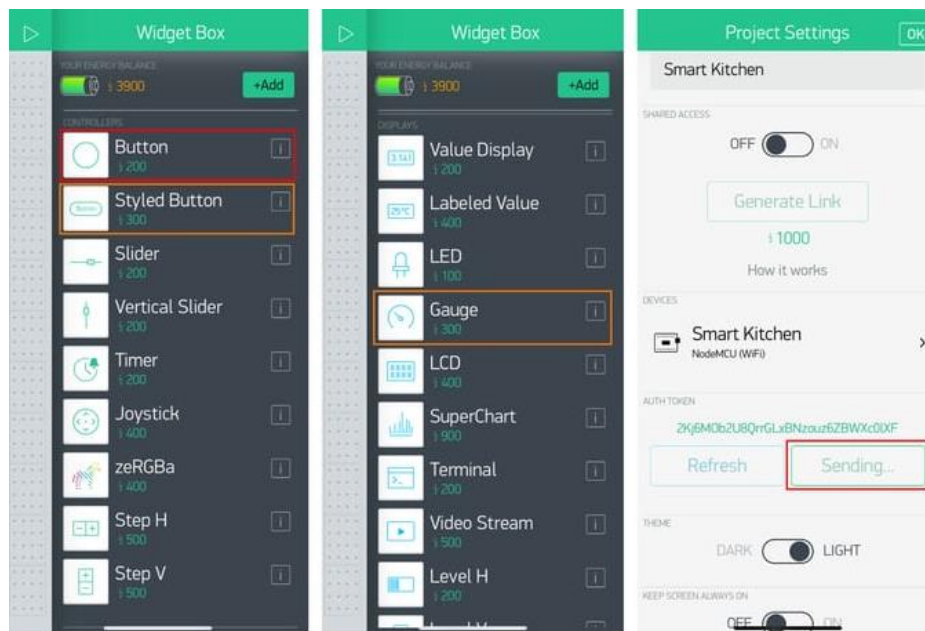 Widget Box
YOUR ENERGY BALANCE
3900
+Add
CONTROLLERS
Button
200
Styled Button
300
Slider
200
Vertical Slider
200
Timer
200
Joystick
400
zeRGBa
400
Step H
500
Step V
500
Widget Box
YOUR ENERGY BALANCE
3900
+Add
DISPLAYS
Value Display
200
Labeled Value
400
LED
100
Gauge
300
LCD
400
SuperChart
900
Terminal
200
Video Stream
500
Level H
200
Project Settings
OK
Smart Kitchen
SHARED ACCESS
OFF ON
Generate Link
1000
How it works
DEVICES
Smart Kitchen
NodeMCU (WiFi)
AUTH TOKEN
Refresh
Sending...
THEME
DARK LIGHT
KEEP SCREEN ALWAYS ON
OFF ON